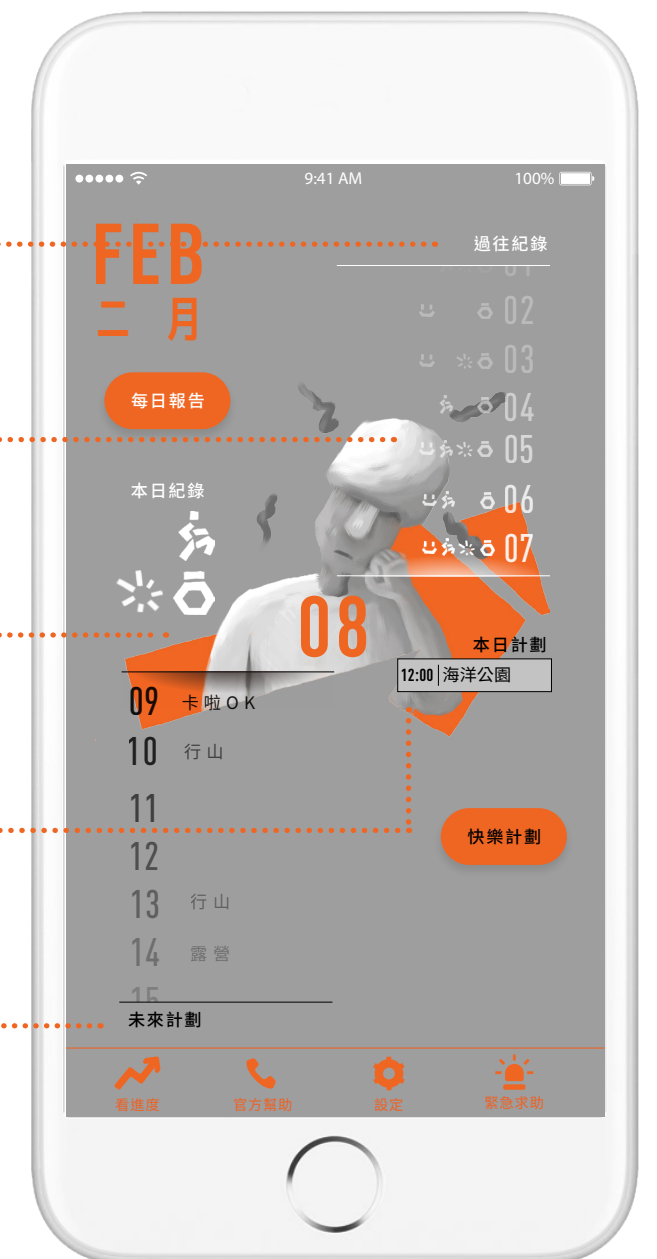 9:41 AM
100%
FEB
二月
過往紀錄
01
02
03
04
05
06
07
每日報告
本日紀錄
08
本日計劃
12:00 海洋公園
09 卡啦OK
10 行山
11
12
13 行山
14 露營
15
未來計劃
快樂計劃
看進度
官方幫助
設定
緊急求助